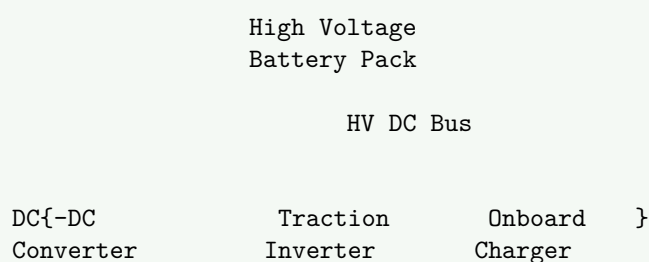 High Voltage
Battery Pack
HV DC Bus
DC{-DC Traction Onboard }
Converter Inverter Charger